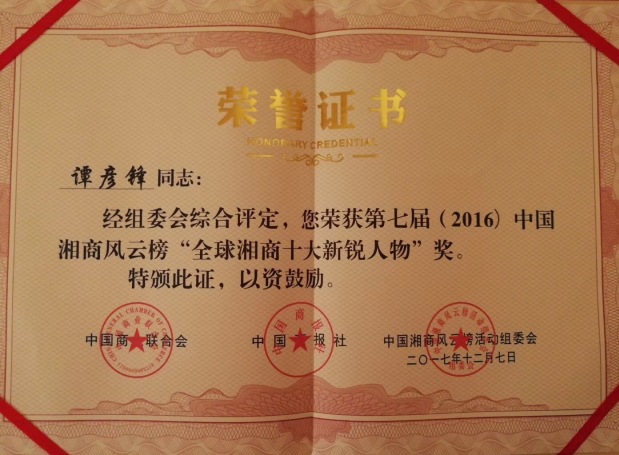 荣誉证书
HONORARY CREDENTIAL
谭彦锋 同志：
经组委会综合评定，您荣获第七届（2016）中国
湘商风云榜“全球湘商十大新锐人物”奖。
特颁此证，以资鼓励。
中国商业联合会 中国商报社 中国湘商风云榜活动组委会
二〇一七年十二月七日